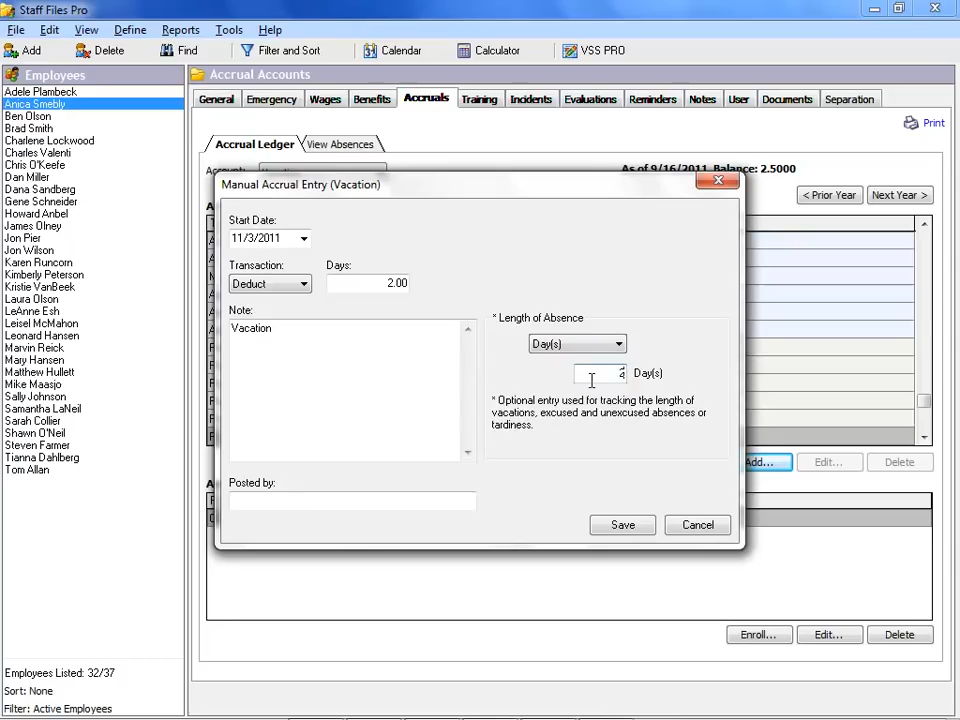 Staff Files Pro
File Edit View Define Reports Tools Help
Add Delete Find Filter and Sort Calendar Calculator VSS PRO
Employees
Adele Plambeck
Anica Smebly
Ben Olson
Brad Smith
Charlene Lockwood
Charles Valenti
Chris O'Keefe
Dan Miller
Dana Sandberg
Gene Schneider
Howard Anbel
James Olney
Jon Pier
Jon Wilson
Karen Runcorn
Kimberly Peterson
Kristie VanBeek
Laura Olson
LeAnne Esh
Leisel McMahon
Leonard Hansen
Marvin Reick
Mary Hansen
Matthew Hullett
Mike Maasjo
Sally Johnson
Samantha LaNeil
Sarah Collier
Shawn O'Neil
Steven Farmer
Tianna Dahlberg
Tom Allan
Employees Listed: 32/37
Sort: None
Filter: Active Employees
Accrual Accounts
General Emergency Wages Benefits Accruals Training Incidents Evaluations Reminders Notes User Documents Separation
Print
Accrual Ledger View Absences
As of 9/16/2011 Balance: 2.5000
< Prior Year Next Year >
Manual Accrual Entry (Vacation)
Start Date:
11/3/2011
Transaction: Days:
Deduct 2.00
Note:
Vacation
* Length of Absence
Day(s)
Day(s)
* Optional entry used for tracking the length of
vacations, excused and unexcused absences or
tardiness.
Posted by:
Save Cancel
Add... Edit... Delete
Enroll... Edit... Delete